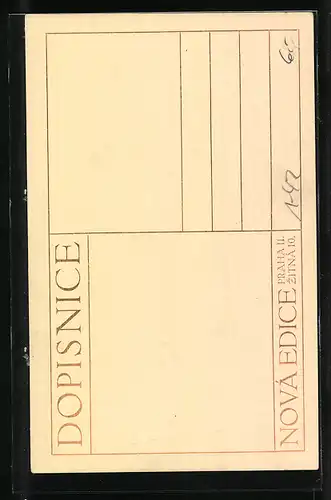 DOPISNICE
NOVÁ EDICE
PRAHA II.
ŽITNÁ 10.